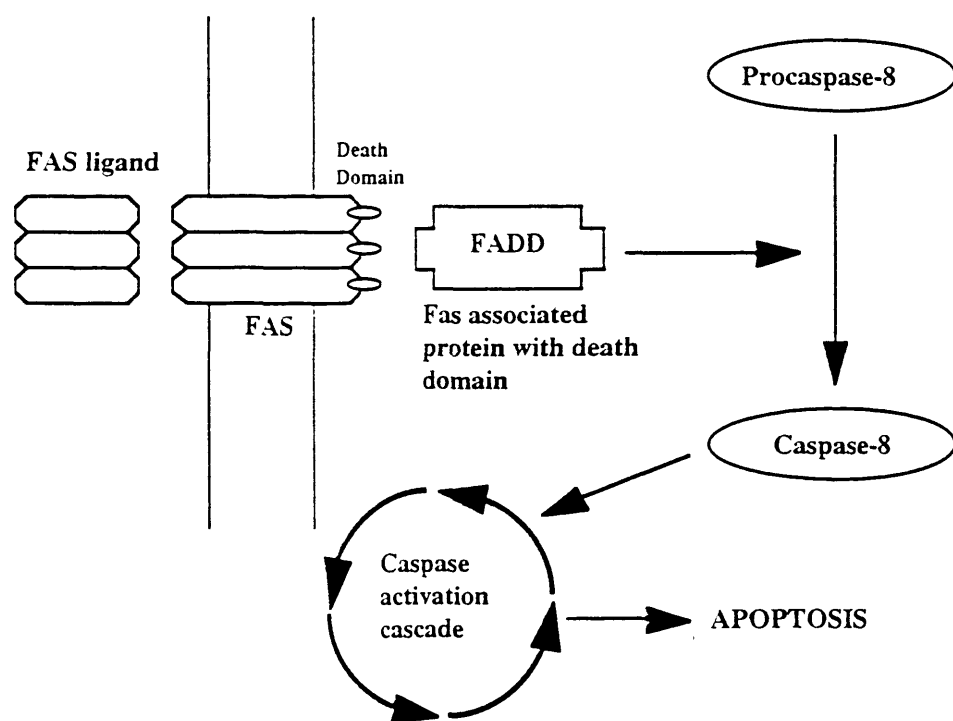 Procaspase-8
FAS ligand
Death
Domain
FADD
FAS
Fas associated
protein with death
domain
Caspase-8
Caspase
activation
cascade
APOPTOSIS